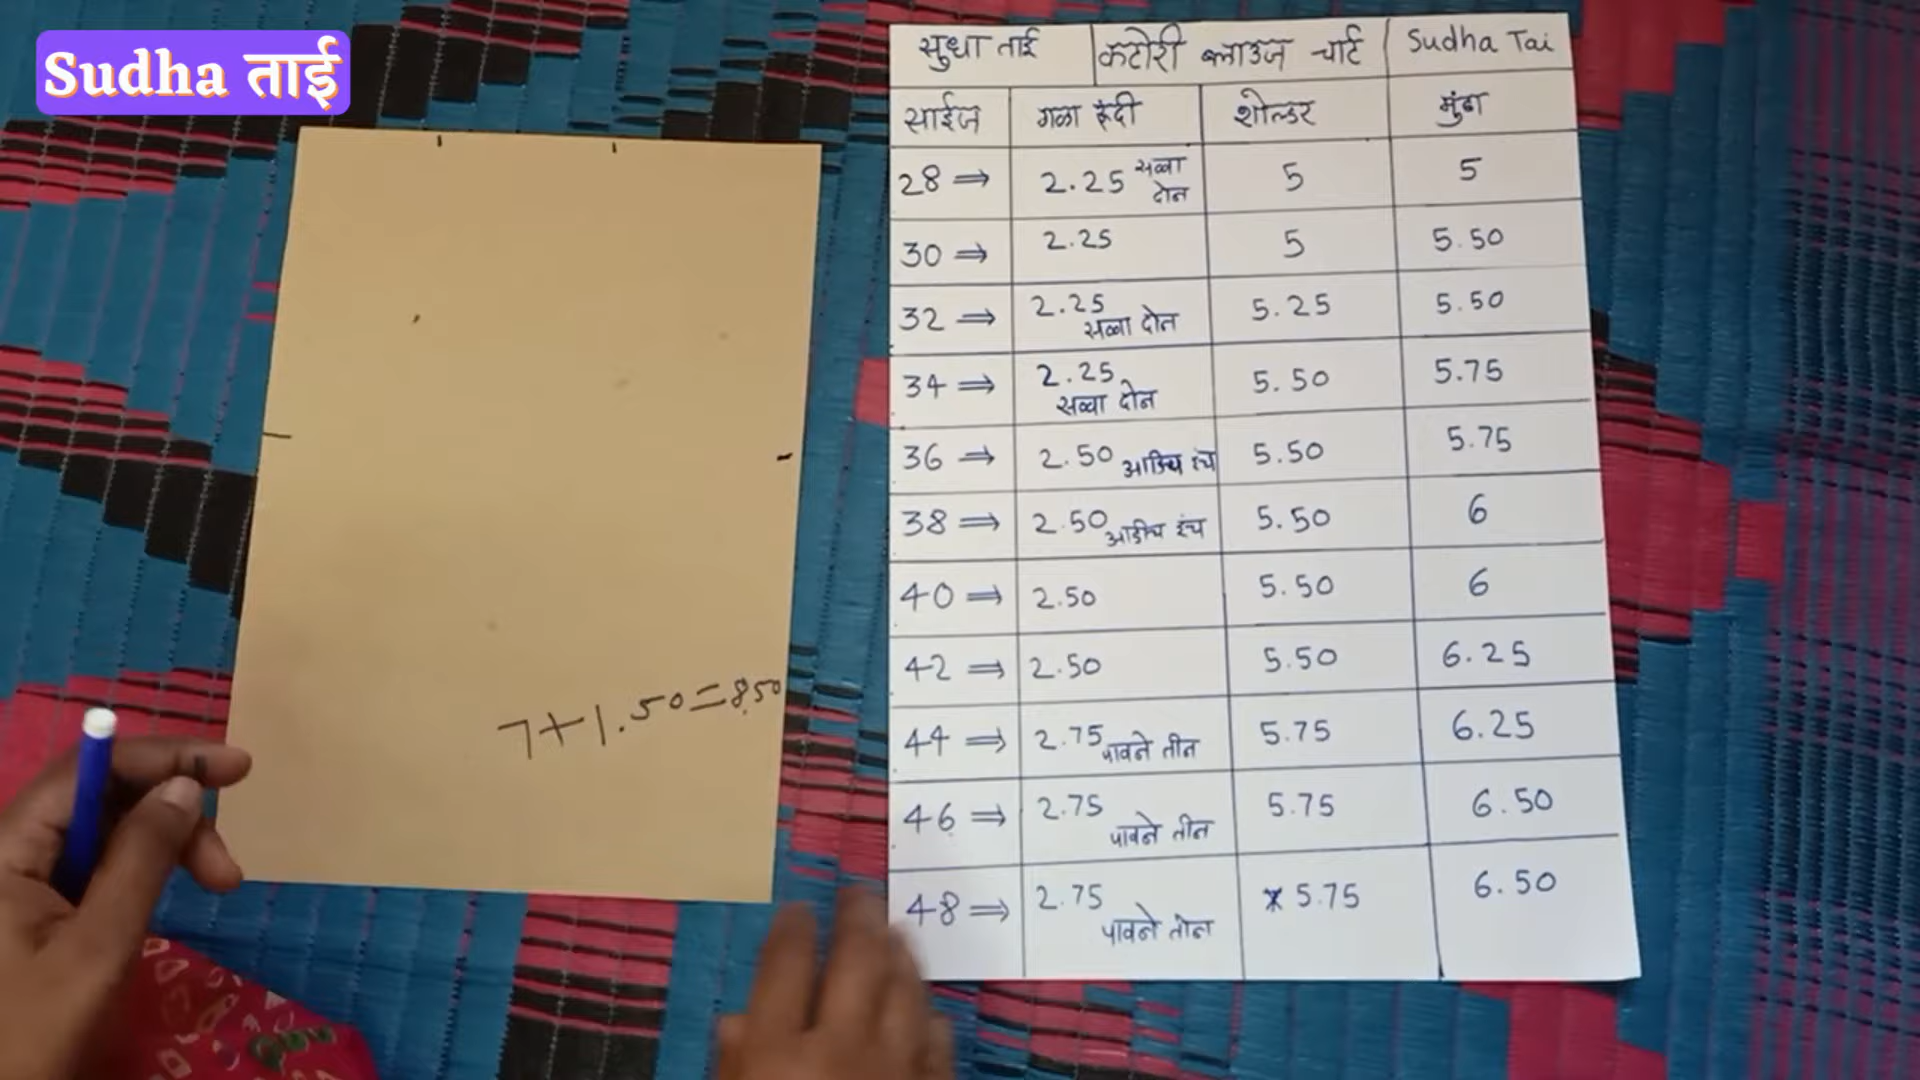 Sudha ताई
7+1.50=8.50
सुधा ताई कटोरी ब्लाउज चार्ट Sudha Tai
साईज गळा रूंदी शोल्डर मुंढा
28 ⇒ 2.25 सव्वा दोन 5 5
30 ⇒ 2.25 5 5.50
32 ⇒ 2.25 सव्वा दोन 5.25 5.50
34 ⇒ 2.25 सव्वा दोन 5.50 5.75
36 ⇒ 2.50 आडिच इंच 5.50 5.75
38 ⇒ 2.50 आडीच इंच 5.50 6
40 ⇒ 2.50 5.50 6
42 ⇒ 2.50 5.50 6.25
44 ⇒ 2.75 पावने तीन 5.75 6.25
46 ⇒ 2.75 पावने तीन 5.75 6.50
48 ⇒ 2.75 पावने तीन 5.75 6.50